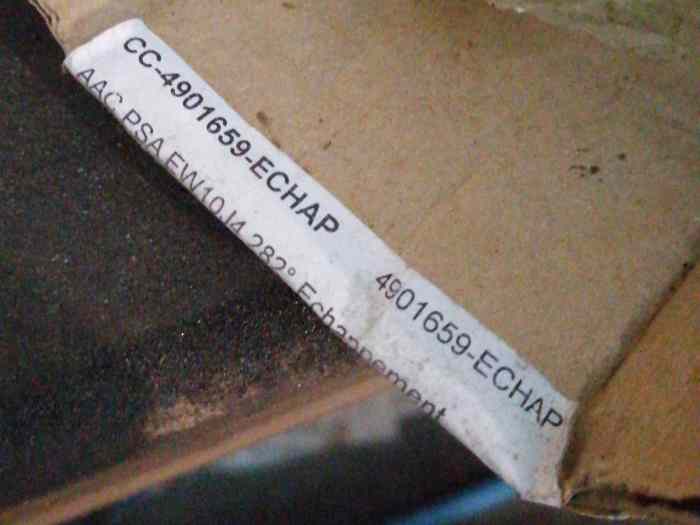 CC-4901659-ECHAP 4901659-ECHAP
AAC PSA EW10J4 282° Echappement